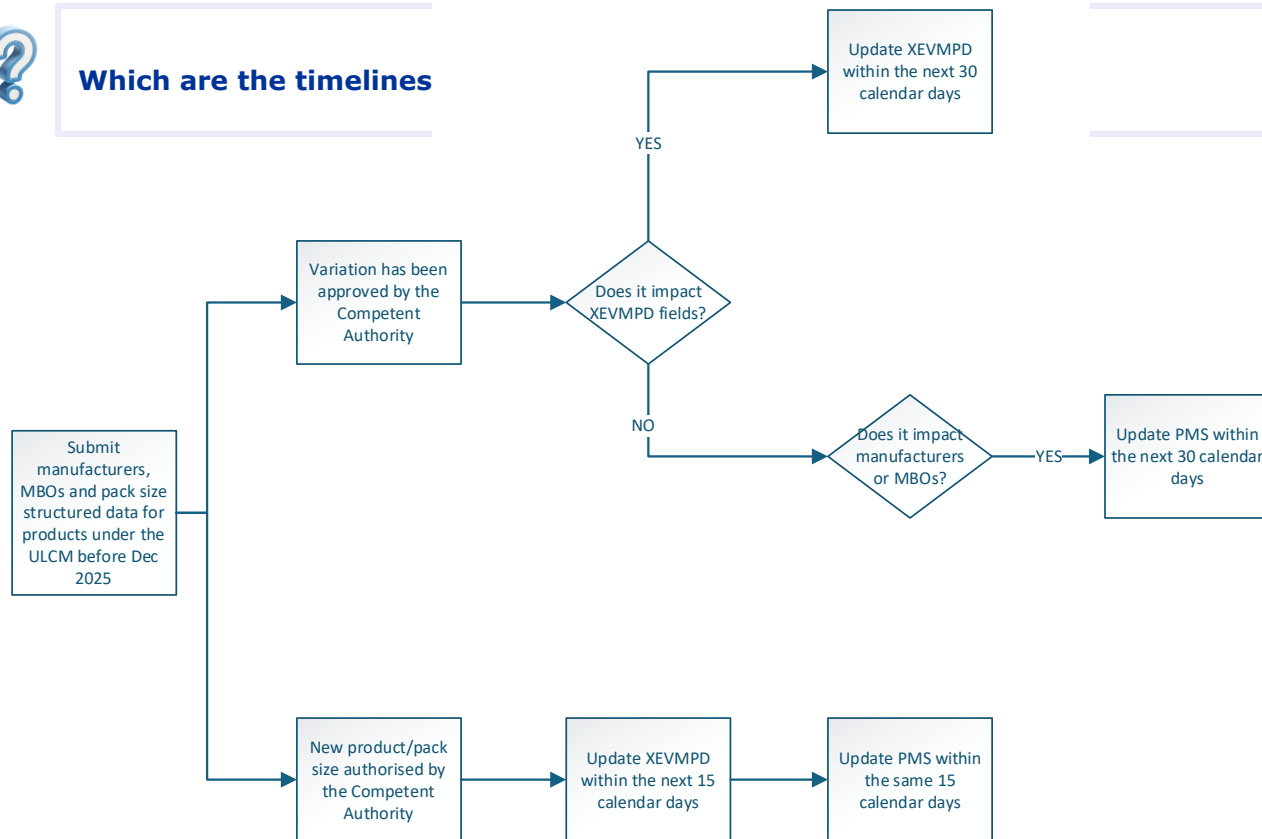 Which are the timelines
Update XEVMPD
within the next 30
calendar days
YES
Variation has been
approved by the
Competent
Authority
Does it impact
XEVMPD fields?
NO
Does it impact
manufacturers
or MBOs?
YES
Update PMS within
the next 30 calendar
days
Submit
manufacturers,
MBOs and pack size
structured data for
products under the
ULCM before Dec
2025
New product/pack
size authorised by
the Competent
Authority
Update XEVMPD
within the next 15
calendar days
Update PMS within
the same 15
calendar days